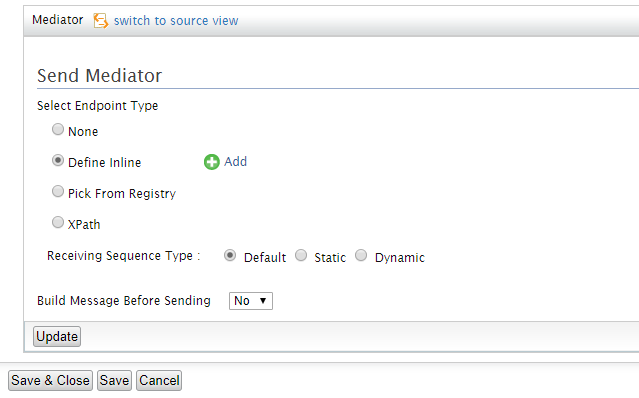 Mediator switch to source view
Send Mediator
Select Endpoint Type
None
Define Inline Add
Pick From Registry
XPath
Receiving Sequence Type : Default Static Dynamic
Build Message Before Sending No
Update
Save & Close Save Cancel